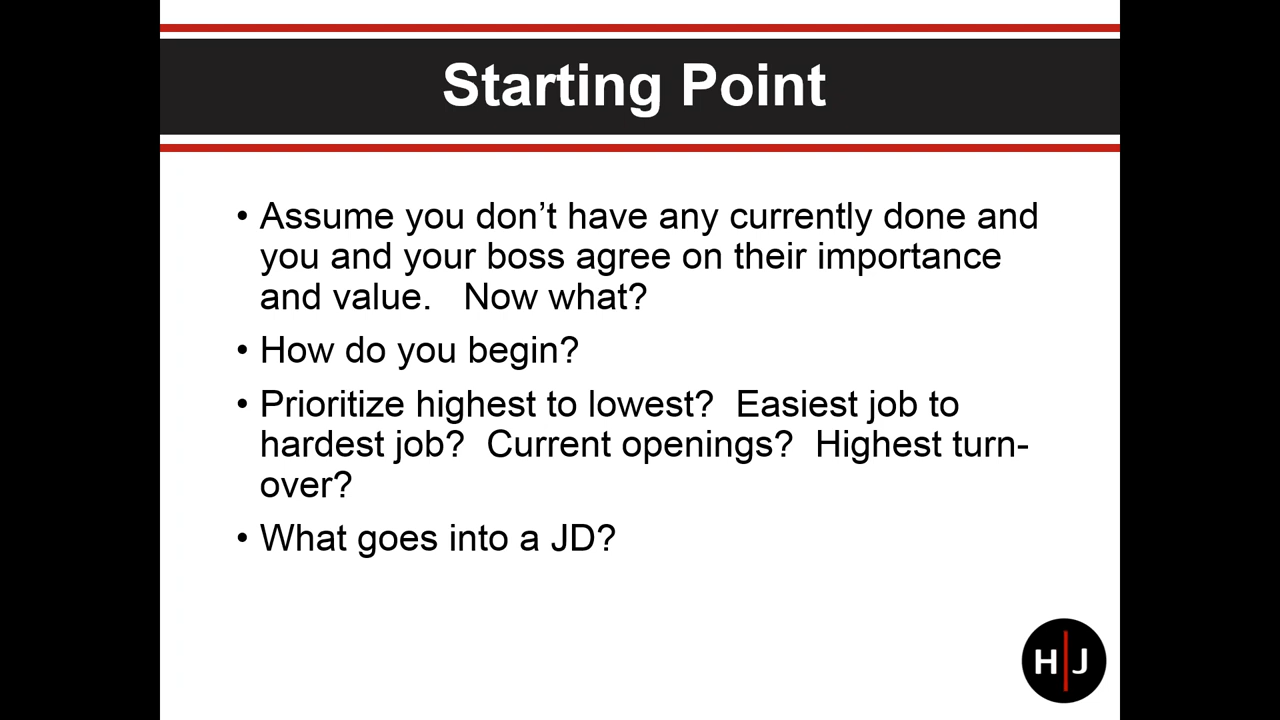 Starting Point
• Assume you don’t have any currently done and
you and your boss agree on their importance
and value.   Now what?
• How do you begin?
• Prioritize highest to lowest?  Easiest job to
hardest job?  Current openings?  Highest turn-
over?
• What goes into a JD?
H|J